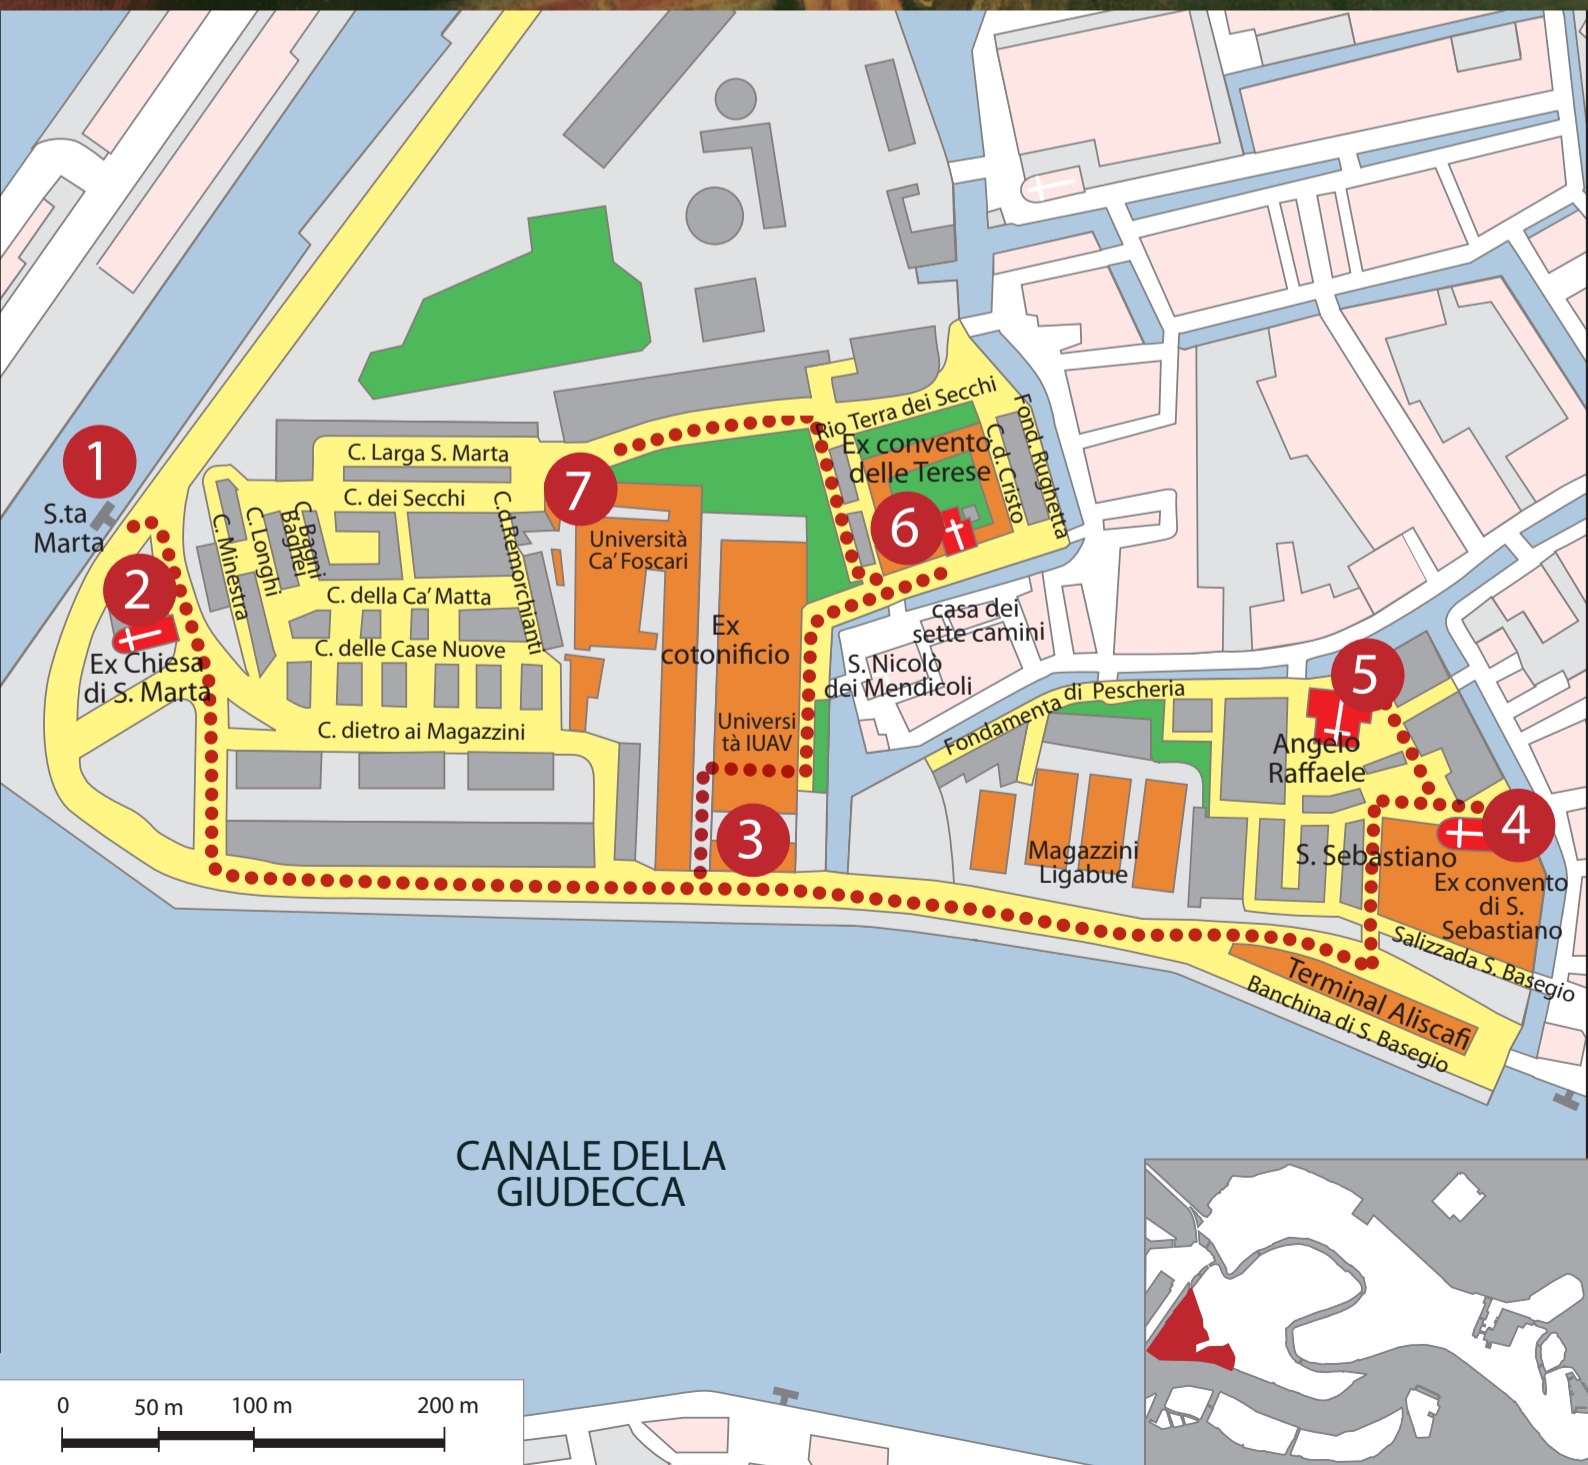 1
S.ta
Marta
2
Ex Chiesa
di S. Marta
C. Larga S. Marta
C. dei Secchi
C. Minestra
C. Longhi
C. Bagni
Baghei
C.d.Remorchianti
C. della Ca' Matta
C. delle Case Nuove
C. dietro ai Magazzini
7
Università
Ca' Foscari
Ex
cotonificio
Universi
tà IUAV
3
Rio Terra dei Secchi
Ex convento
delle Terese
6
C. d. Cristo
Fond. Rughetta
casa dei
sette camini
S. Nicolò
dei Mendicoli
Fondamenta di Pescheria
5
Angelo
Raffaele
4
S. Sebastiano
Ex convento
di S.
Sebastiano
Magazzini
Ligabue
Salizzada S. Basegio
Terminal Aliscafi
Banchina di S. Basegio
CANALE DELLA
GIUDECCA
0 50 m 100 m 200 m